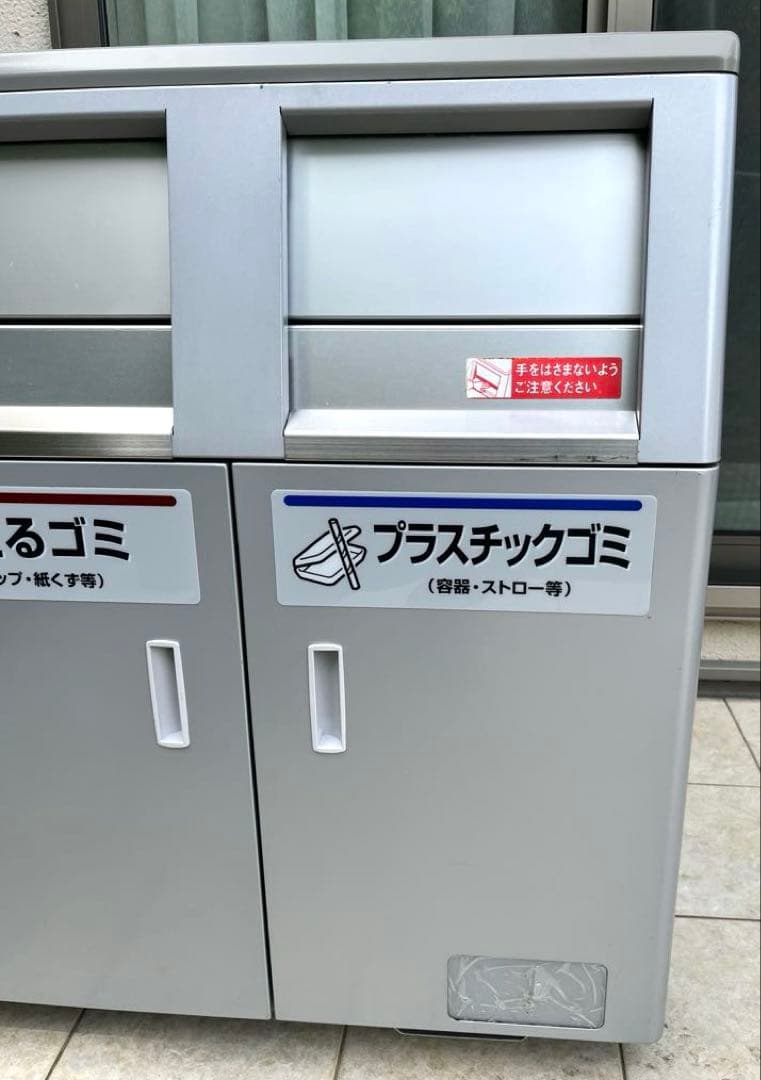 手をはさまないよう
ご注意ください。
るゴミ
ップ・紙くず等)
プラスチックゴミ
(容器・ストロー等)